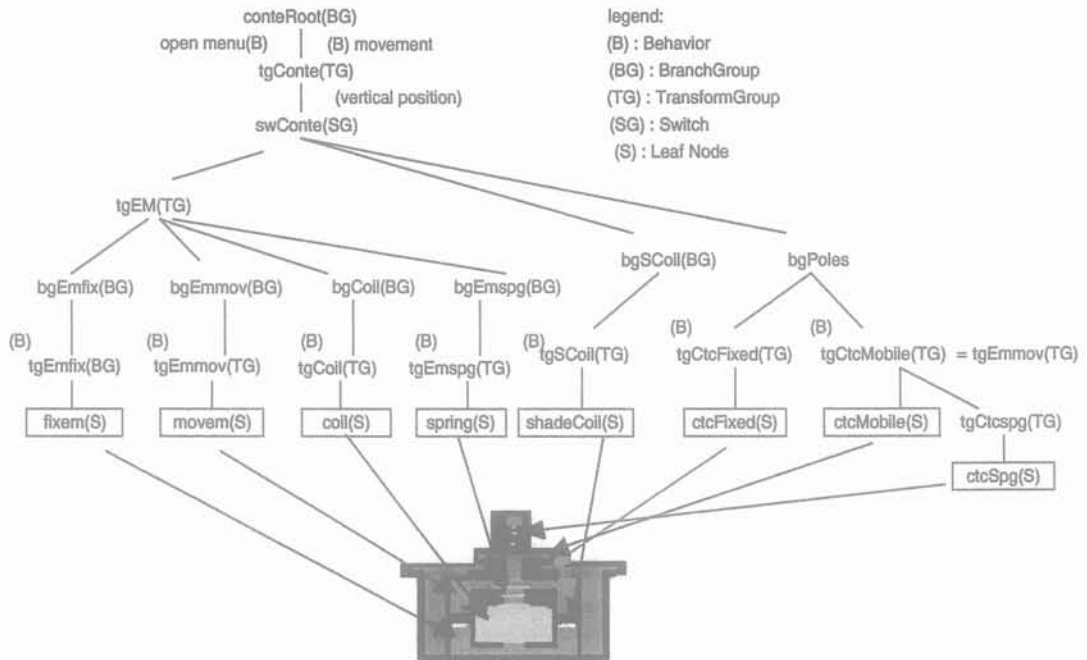 conteRoot(BG)
open menu(B) (B) movement
tgConte(TG)
(vertical position)
swConte(SG)
legend:
(B) : Behavior
(BG) : BranchGroup
(TG) : TransformGroup
(SG) : Switch
(S) : Leaf Node
tgEM(TG)
bgSCoil(BG) bgPoles
bgEmfix(BG) bgEmmov(BG) bgCoil(BG) bgEmspg(BG)
(B) (B) (B) (B) (B) (B) (B)
tgEmfix(BG) tgEmmov(TG) tgCoil(TG) tgEmspg(TG) tgSCoil(TG) tgCtcFixed(TG) tgCtcMobile(TG) = tgEmmov(TG)
fixem(S) movem(S) coil(S) spring(S) shadeCoil(S) ctcFixed(S) ctcMobile(S) tgCtcspg(TG)
ctcSpg(S)